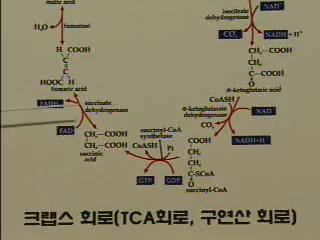 malic acid
H₂O
fumarase
H COOH
C
C
HOOC H
fumaric acid
FADH₂
succinate
dehydrogenase
FAD
CH₂ COOH
CH₂ COOH
succinic
acid
succinyl-CoA
synthetase
CoASH
Pi
GTP
GDP
COOH
CH₂
CH₂
C-SCoA
O
succinyl-CoA
isocitrate
dehydrogenase
NAD⁺
CO₂
NADH + H⁺
CH₂ COOH
CH₂
C COOH
O
α-ketoglutaric acid
CoASH
α-ketoglutarate
dehydrogenase
NAD
CO₂
NADH+H
크랩스 회로(TCA회로, 구연산 회로)